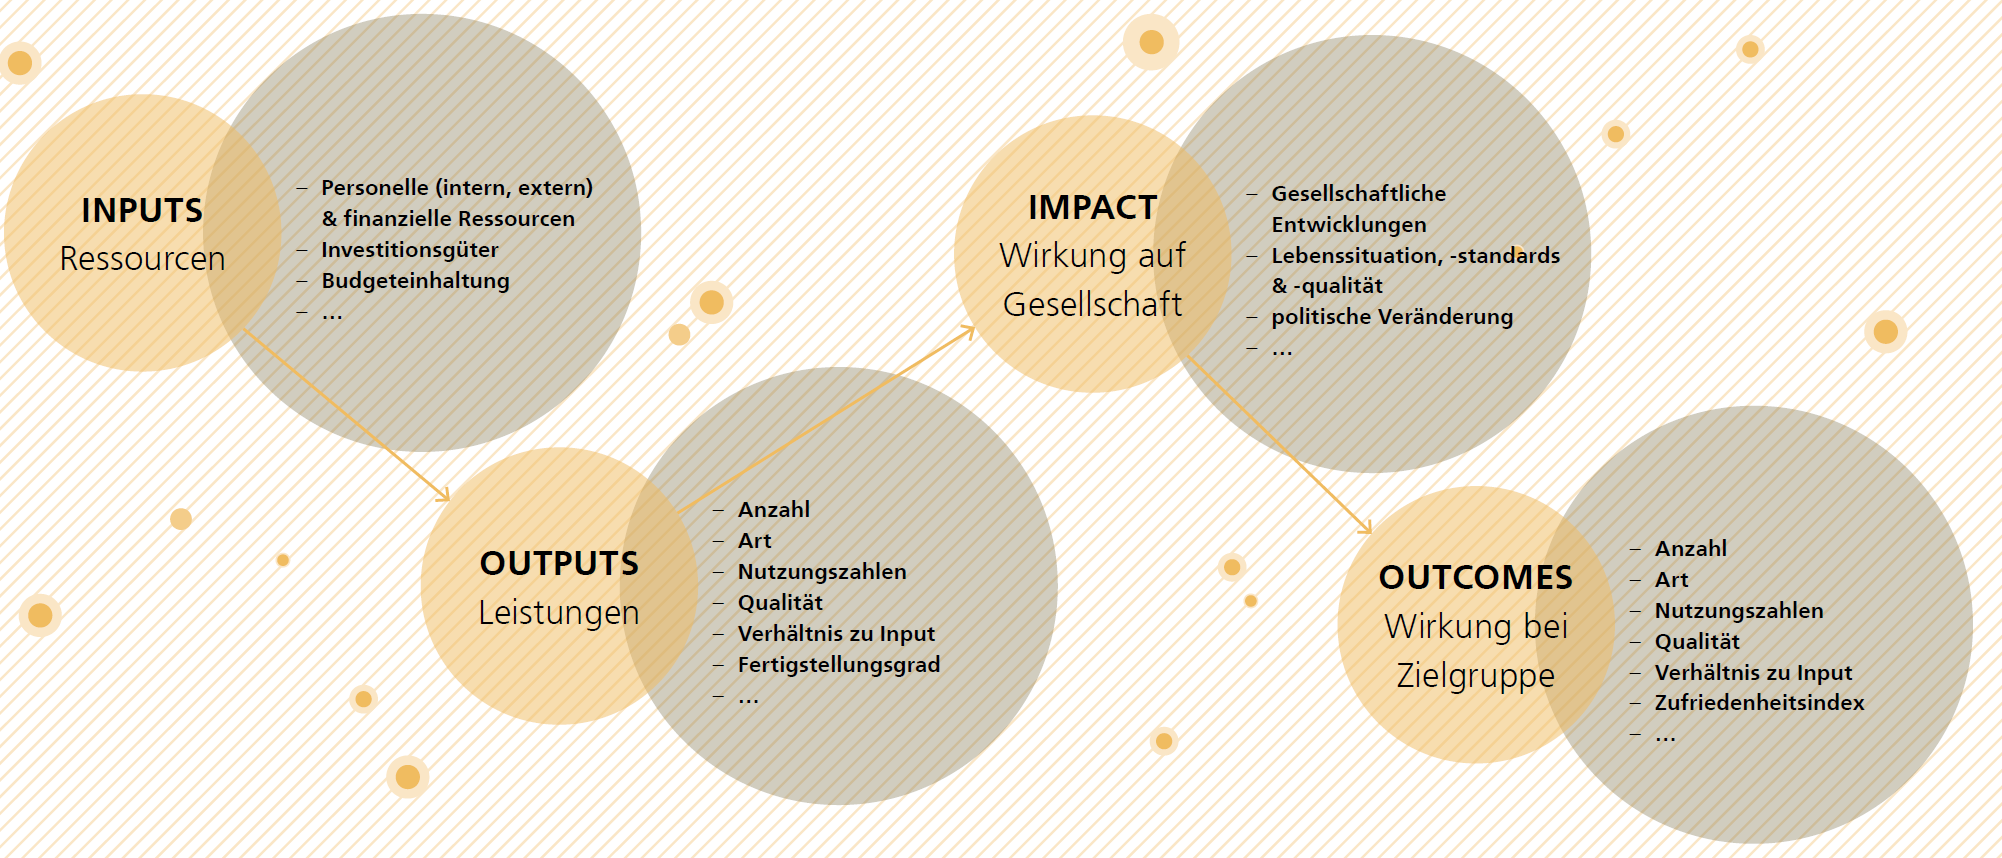 INPUTS
Ressourcen
– Personelle (intern, extern)
& finanzielle Ressourcen
– Investitionsgüter
– Budgeteinhaltung
– ...
OUTPUTS
Leistungen
– Anzahl
– Art
– Nutzungszahlen
– Qualität
– Verhältnis zu Input
– Fertigstellungsgrad
– ...
IMPACT
Wirkung auf
Gesellschaft
– Gesellschaftliche
Entwicklungen
– Lebenssituation, -standards
& -qualität
– politische Veränderung
– ...
OUTCOMES
Wirkung bei
Zielgruppe
– Anzahl
– Art
– Nutzungszahlen
– Qualität
– Verhältnis zu Input
– Zufriedenheitsindex
– ...